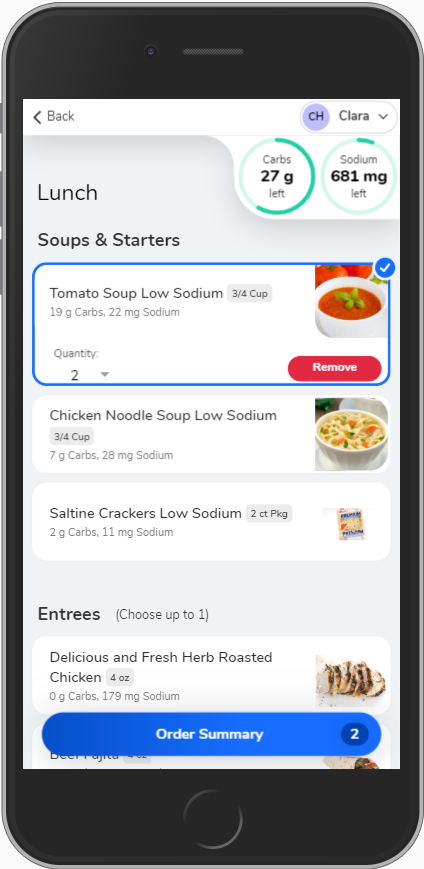 Back
CH Clara
Carbs
27 g
left
Sodium
681 mg
left
Lunch
Soups & Starters
Tomato Soup Low Sodium 3/4 Cup
19 g Carbs, 22 mg Sodium
Quantity:
2
Remove
Chicken Noodle Soup Low Sodium
3/4 Cup
7 g Carbs, 28 mg Sodium
Saltine Crackers Low Sodium 2 ct Pkg
2 g Carbs, 11 mg Sodium
PREMIUM
Entrees (Choose up to 1)
Delicious and Fresh Herb Roasted
Chicken 4 oz
0 g Carbs, 179 mg Sodium
Order Summary 2
Beef Fajita 4 oz